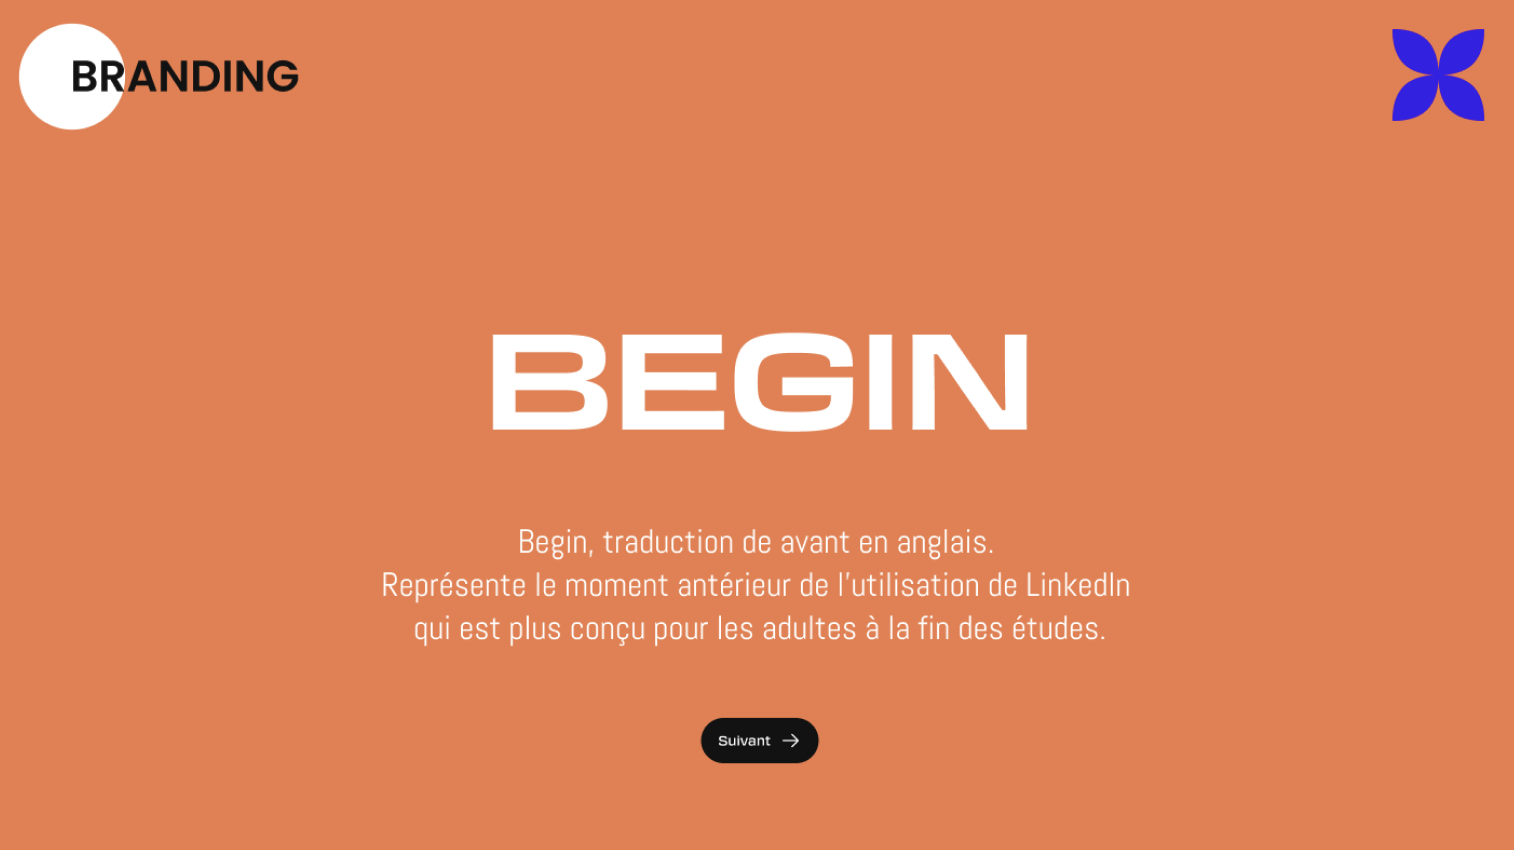 BRANDING
BEGIN
Begin, traduction de avant en anglais.
Représente le moment antérieur de l'utilisation de LinkedIn
qui est plus conçu pour les adultes à la fin des études.
Suivant